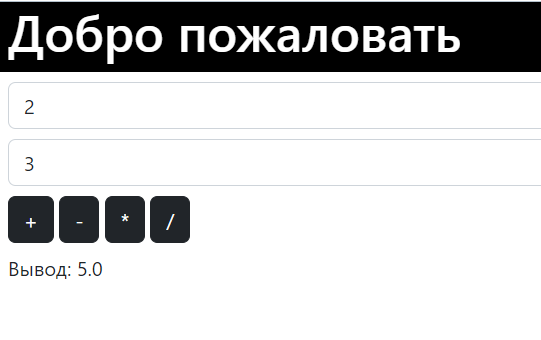 Добро пожаловать
2
3
+ - * /
Вывод: 5.0